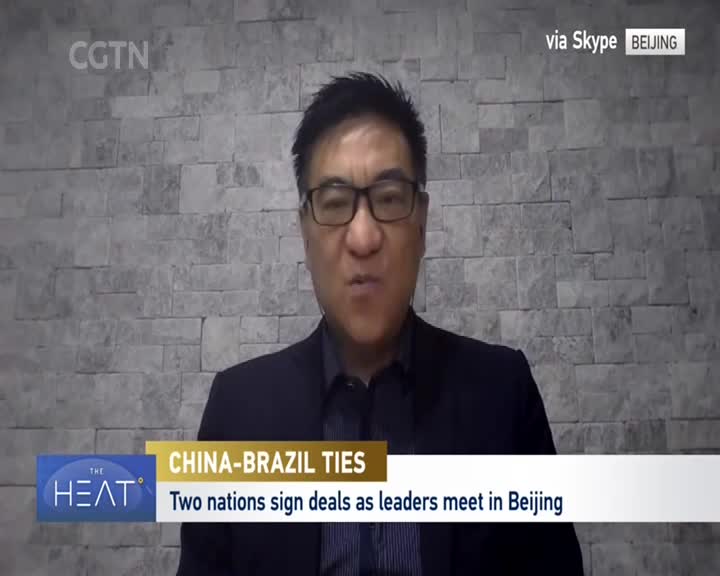 CGTN
via Skype BEIJING
CHINA-BRAZIL TIES
THE
HEAT
Two nations sign deals as leaders meet in Beijing